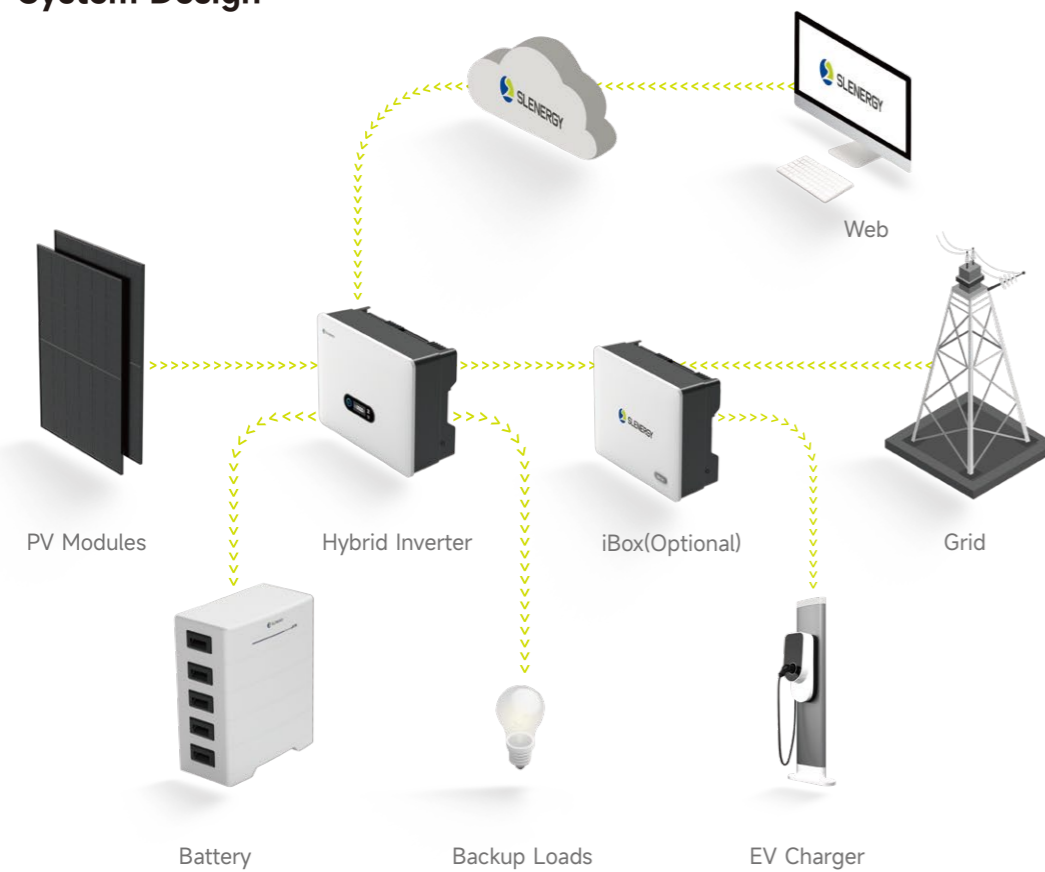 System Design
SLENERGY
SLENERGY
Web
SLENERGY
PV Modules
Hybrid Inverter
iBox(Optional)
Grid
Battery
Backup Loads
EV Charger